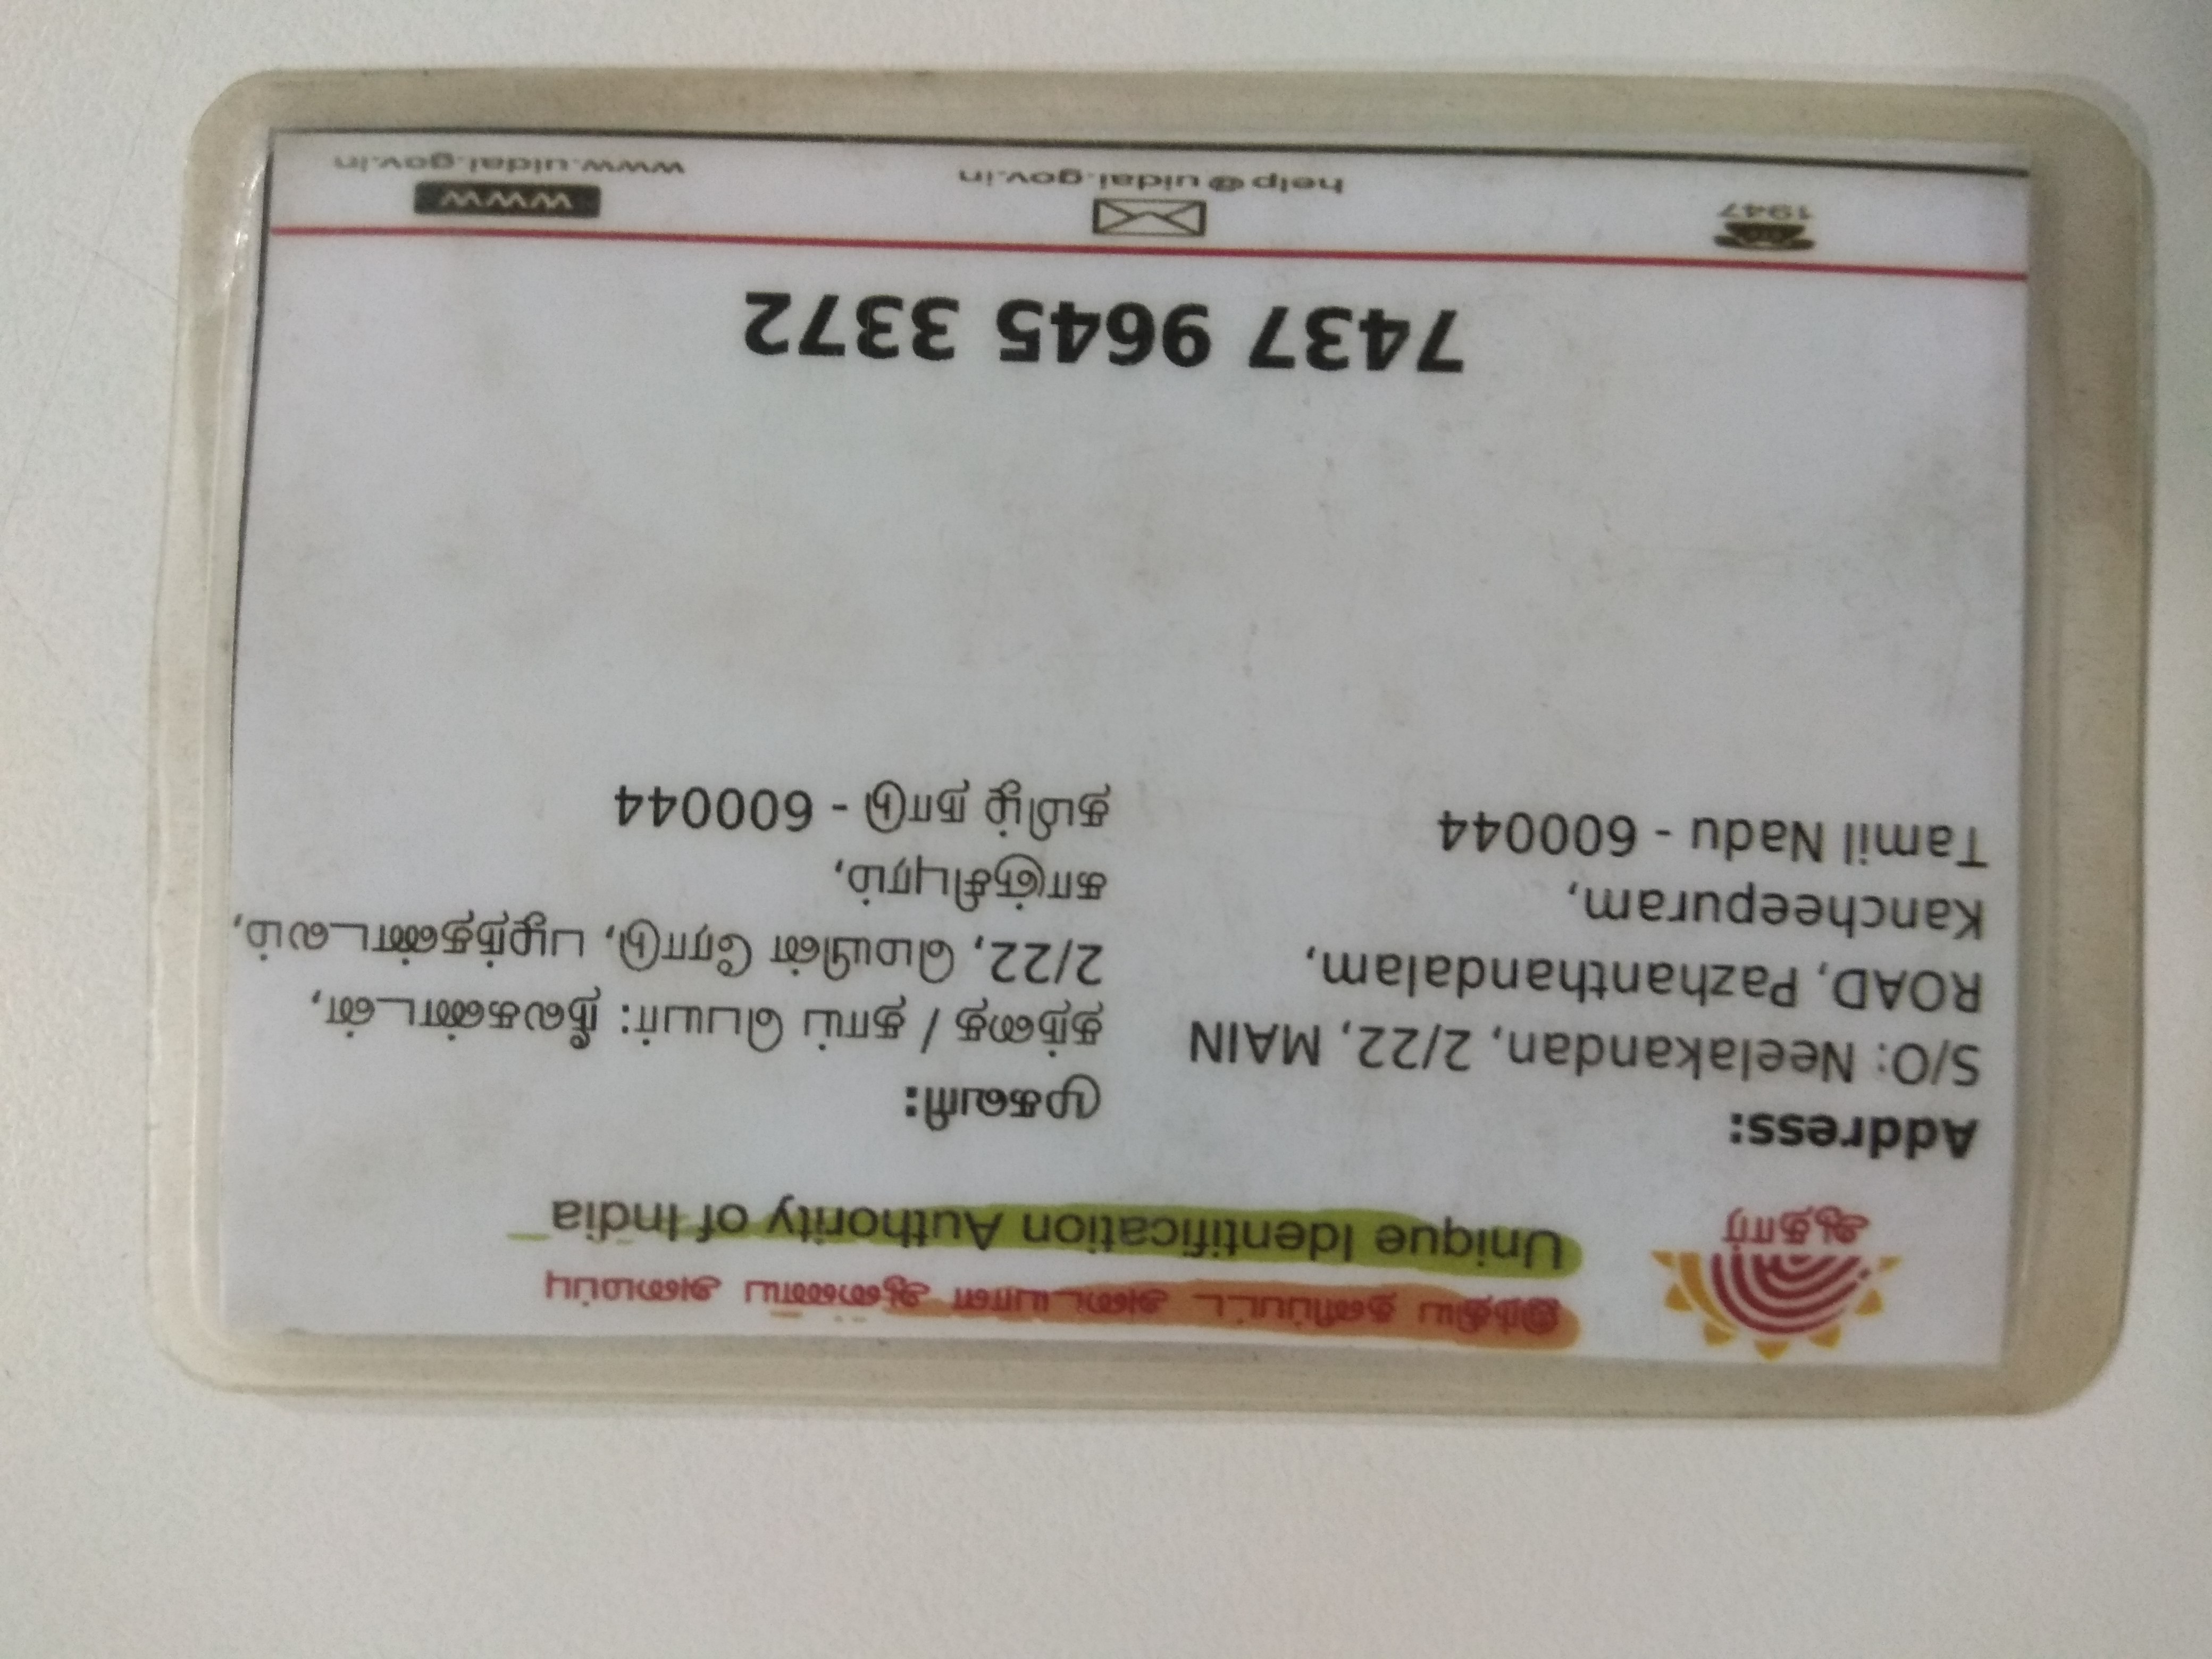 இந்திய தனிப்பட்ட அடையாள ஆணைய அமைப்பு
Unique Identification Authority of India
ஆதார்
Address:
S/O: Neelakandan, 2/22, MAIN
ROAD, Pazhanthandalam,
Kancheepuram,
Tamil Nadu - 600044
முகவரி:
தந்தை / தாய் பெயர்: நீலகண்டன்,
2/22, மெயின் ரோடு, பழந்தண்டலம்,
காஞ்சிபுரம்,
தமிழ் நாடு - 600044
7437 9645 3372
1947
help@uidai.gov.in
WWW
www.uidai.gov.in